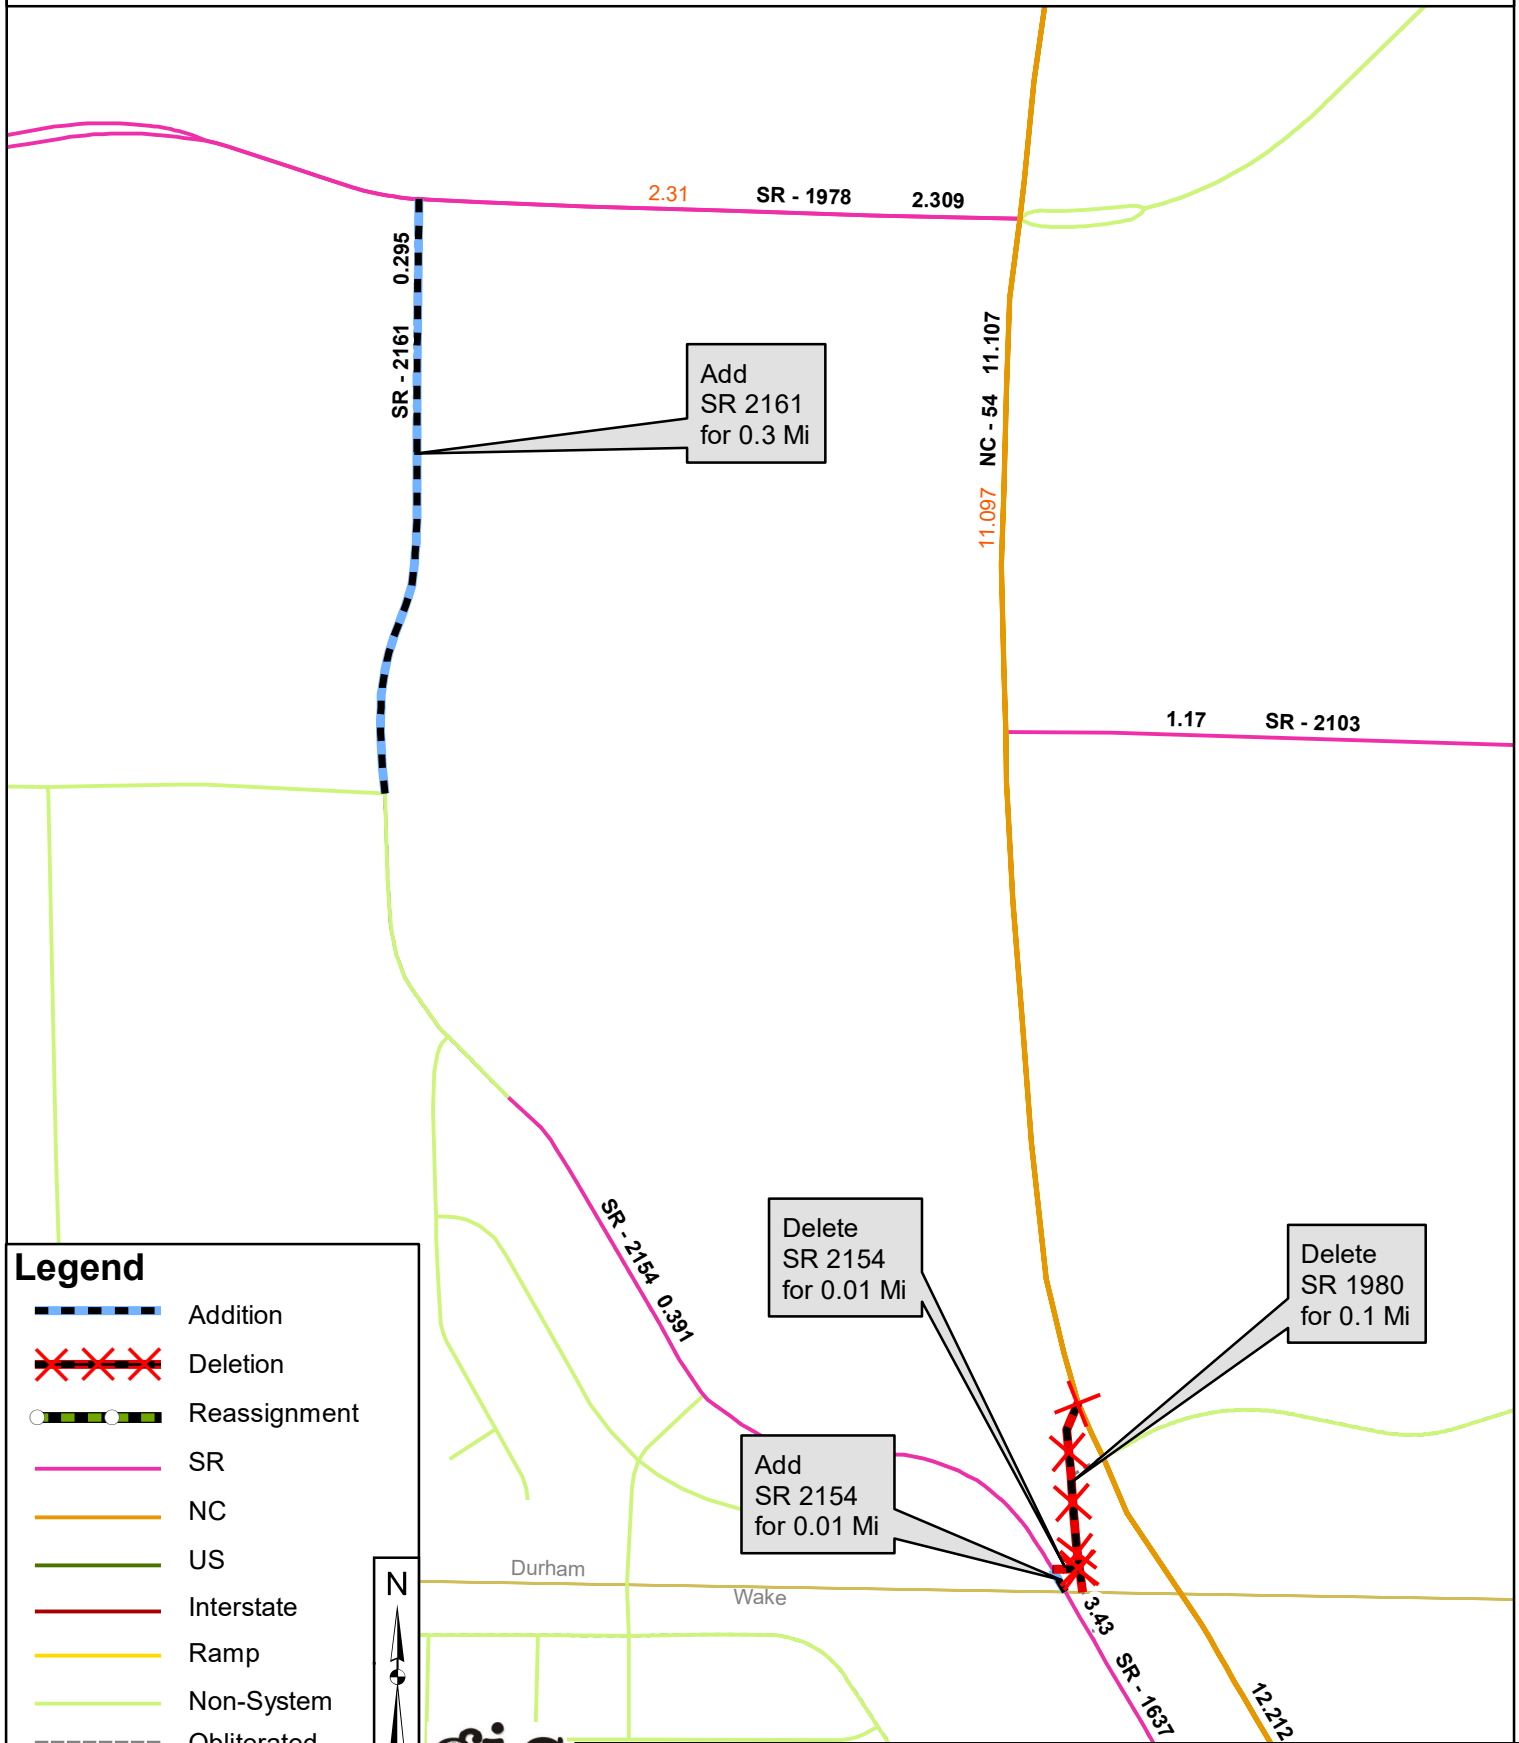 2.31 SR - 1978 2.309
SR - 2161 0.295
Add
SR 2161
for 0.3 Mi
11.097 NC - 54 11.107
1.17 SR - 2103
SR - 2154 0.391
Delete
SR 2154
for 0.01 Mi
Delete
SR 1980
for 0.1 Mi
Add
SR 2154
for 0.01 Mi
Durham
Wake
3.43 SR - 1637
12.212
Legend
Addition
Deletion
Reassignment
SR
NC
US
Interstate
Ramp
Non-System
Obliterated
N